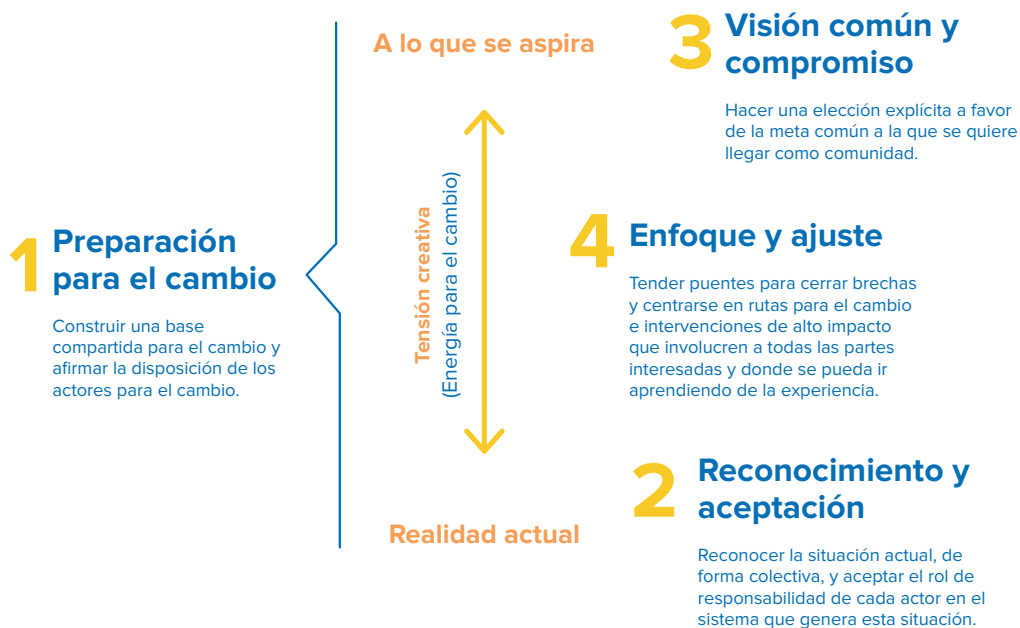 1
Preparación
para el cambio
Construir una base
compartida para el cambio y
afirmar la disposición de los
actores para el cambio.
A lo que se aspira
Tensión creativa
(Energía para el cambio)
Realidad actual
3
Visión común y
compromiso
Hacer una elección explícita a favor
de la meta común a la que se quiere
llegar como comunidad.
4
Enfoque y ajuste
Tender puentes para cerrar brechas
y centrarse en rutas para el cambio
e intervenciones de alto impacto
que involucren a todas las partes
interesadas y donde se pueda ir
aprendiendo de la experiencia.
2
Reconocimiento y
aceptación
Reconocer la situación actual, de
forma colectiva, y aceptar el rol de
responsabilidad de cada actor en el
sistema que genera esta situación.